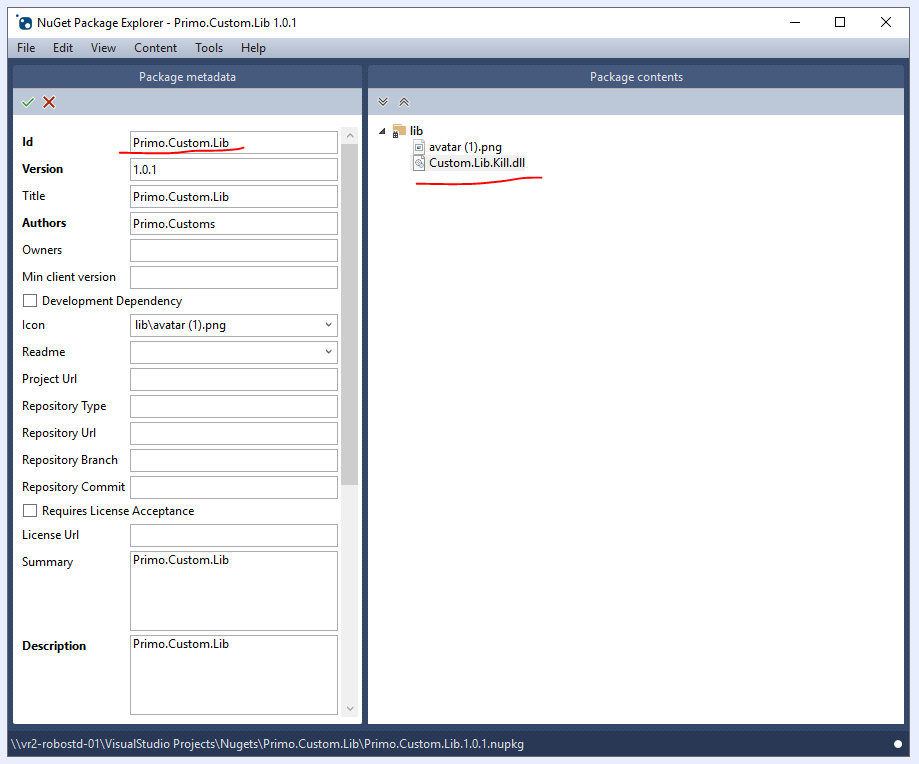 NuGet Package Explorer - Primo.Custom.Lib 1.0.1
File Edit View Content Tools Help
Package metadata
Id Primo.Custom.Lib
Version 1.0.1
Title Primo.Custom.Lib
Authors Primo.Customs
Owners
Min client version
Development Dependency
Icon lib\avatar (1).png
Readme
Project Url
Repository Type
Repository Url
Repository Branch
Repository Commit
Requires License Acceptance
License Url
Summary Primo.Custom.Lib
Description Primo.Custom.Lib
Package contents
lib
avatar (1).png
Custom.Lib.Kill.dll
\\vr2-robostd-01\VisualStudio Projects\Nugets\Primo.Custom.Lib\Primo.Custom.Lib.1.0.1.nupkg